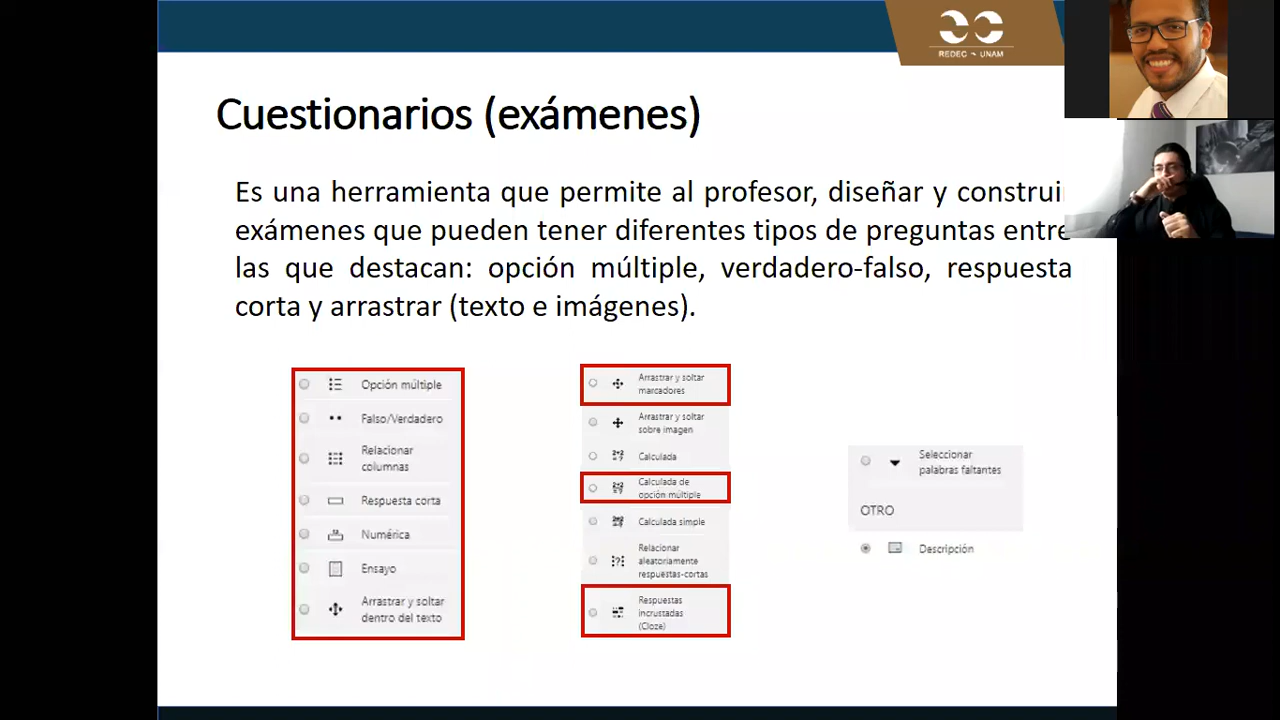 REDEC ~ UNAM
Cuestionarios (exámenes)
Es una herramienta que permite al profesor, diseñar y construi
exámenes que pueden tener diferentes tipos de preguntas entre
las que destacan: opción múltiple, verdadero-falso, respuesta
corta y arrastrar (texto e imágenes).
Opción múltiple
Falso/Verdadero
Relacionar
columnas
Respuesta corta
Numérica
Ensayo
Arrastrar y soltar
dentro del texto
Arrastrar y soltar
marcadores
Arrastrar y soltar
sobre imagen
Calculada
Calculada de
opción múltiple
Calculada simple
Relacionar
aleatoriamente
respuestas-cortas
Respuestas
incrustadas
(Cloze)
Seleccionar
palabras faltantes
OTRO
Descripción